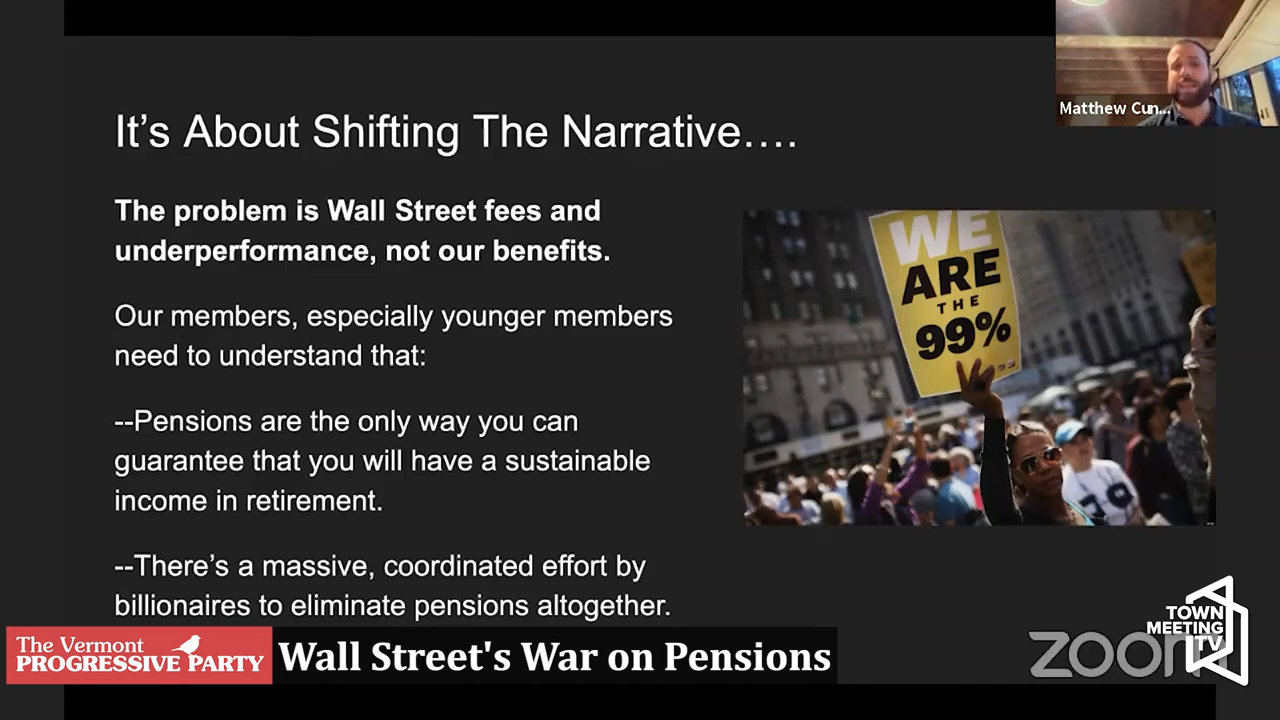 Matthew Cun...
It's About Shifting The Narrative....
The problem is Wall Street fees and
underperformance, not our benefits.
Our members, especially younger members
need to understand that:
--Pensions are the only way you can
guarantee that you will have a sustainable
income in retirement.
--There's a massive, coordinated effort by
billionaires to eliminate pensions altogether.
WE
ARE
THE
99%
The Vermont
PROGRESSIVE PARTY
Wall Street's War on Pensions
zoom
TOWN
MEETING
TV